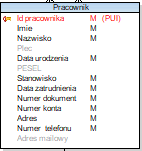 Pracownik
Id pracownika M (PUI)
Imie M
Nazwisko M
Plec
Data urodzenia M
PESEL
Stanowisko M
Data zatrudnienia M
Numer dokument M
Numer konta M
Adres M
Numer telefonu M
Adres mailowy